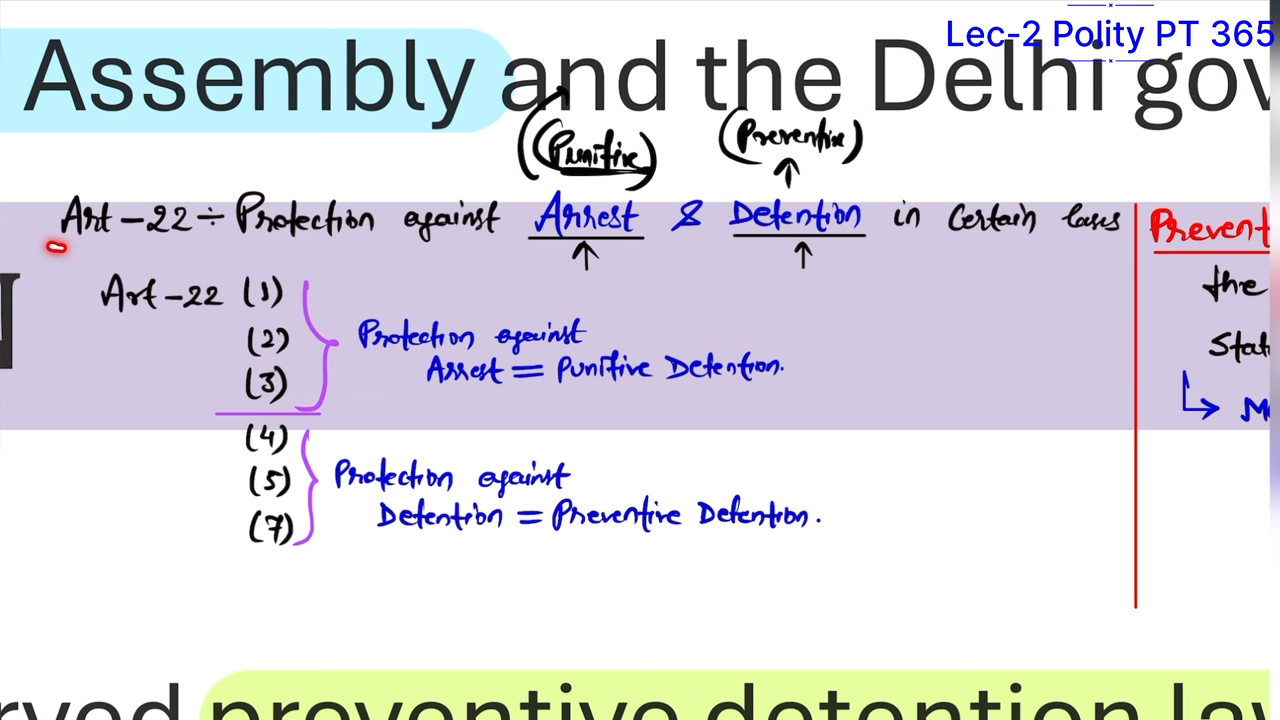 Lec-2 Polity PT 365
Assembly and the Delhi gov
(Punitive) (Preventive)
Art-22 ÷ Protection against Arrest & Detention in Certain Cases
Prevent
Art-22 (1)
the
(2)
Protection against
Stat
(3)
Arrest = Punitive Detention.
M
(4)
(5)
Protection against
(7)
Detention = Preventive Detention.
rved preventive detention law